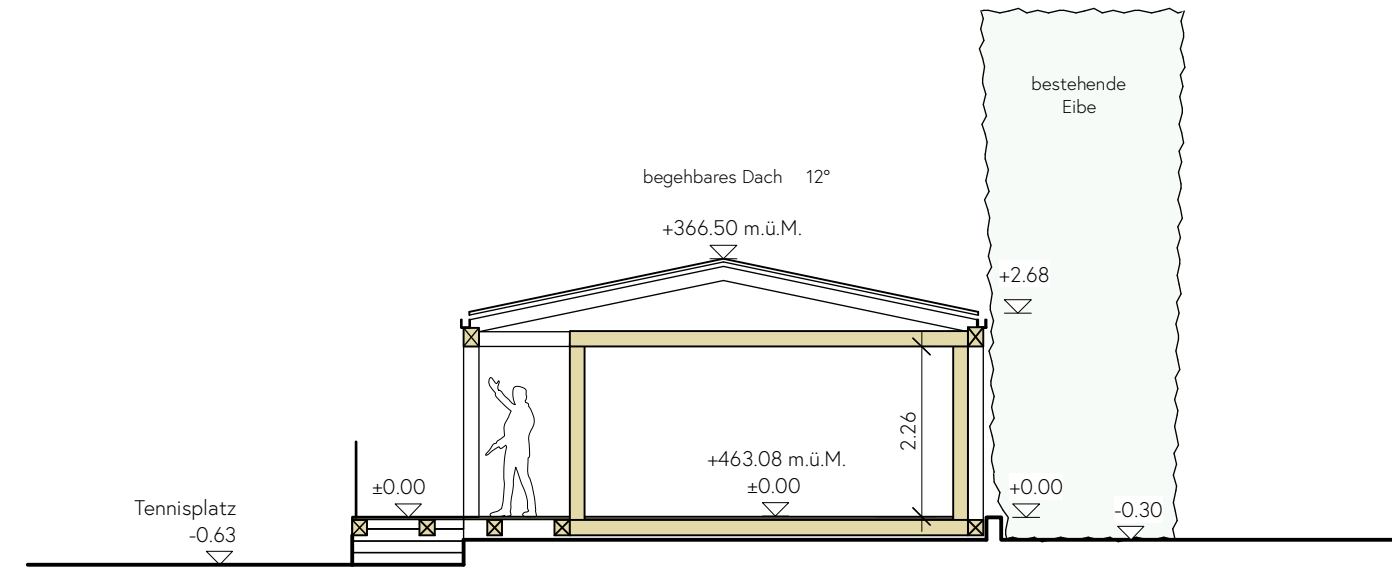 bestehende
Eibe
begehbares Dach 12°
+366.50 m.ü.M.
+2.68
2.26
+463.08 m.ü.M.
±0.00
±0.00
+0.00
-0.30
Tennisplatz
-0.63